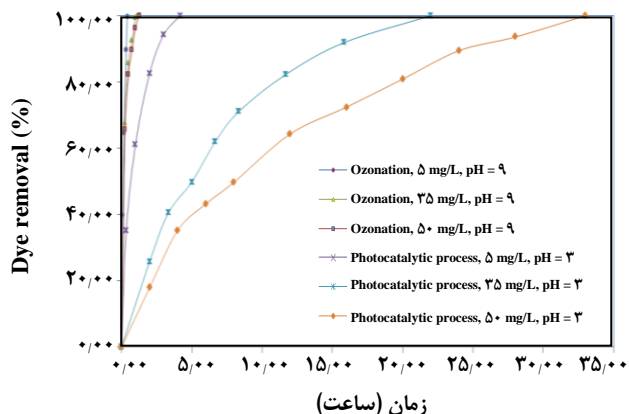 ۱۰۰٫۰۰
۸۰٫۰۰
۶۰٫۰۰
۴۰٫۰۰
۲۰٫۰۰
۰٫۰۰
Dye removal (%)
Ozonation, ۵ mg/L, pH = ۹
Ozonation, ۳۵ mg/L, pH = ۹
Ozonation, ۵۰ mg/L, pH = ۹
Photocatalytic process, ۵ mg/L, pH = ۳
Photocatalytic process, ۳۵ mg/L, pH = ۳
Photocatalytic process, ۵۰ mg/L, pH = ۳
۰٫۰۰ ۵٫۰۰ ۱۰٫۰۰ ۱۵٫۰۰ ۲۰٫۰۰ ۲۵٫۰۰ ۳۰٫۰۰ ۳۵٫۰۰
زمان (ساعت)